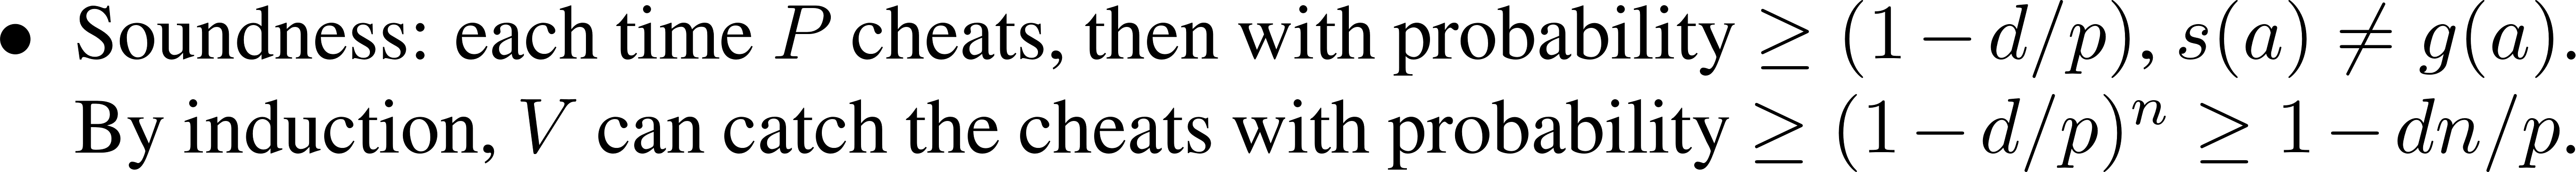 ● Soundness: each time P cheats, then with probability ≥ (1 − d/p), s(a) ≠ g(a).
By induction, V can catch the cheats with probability ≥ (1 − d/p)ⁿ ≥ 1 − dn/p.